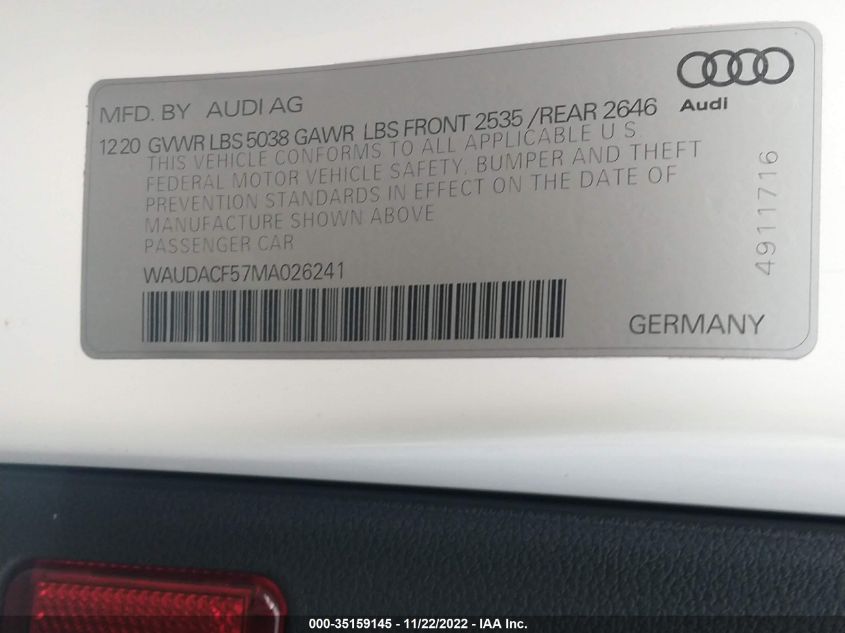 MFD. BY AUDI AG
Audi
1220 GVWR LBS 5038 GAWR LBS FRONT 2535 /REAR 2646
THIS VEHICLE CONFORMS TO ALL APPLICABLE U S.
FEDERAL MOTOR VEHICLE SAFETY, BUMPER AND THEFT
PREVENTION STANDARDS IN EFFECT ON THE DATE OF
MANUFACTURE SHOWN ABOVE
PASSENGER CAR
WAUDACF57MA026241
4911716
GERMANY
000-35159145 - 11/22/2022 - IAA Inc.